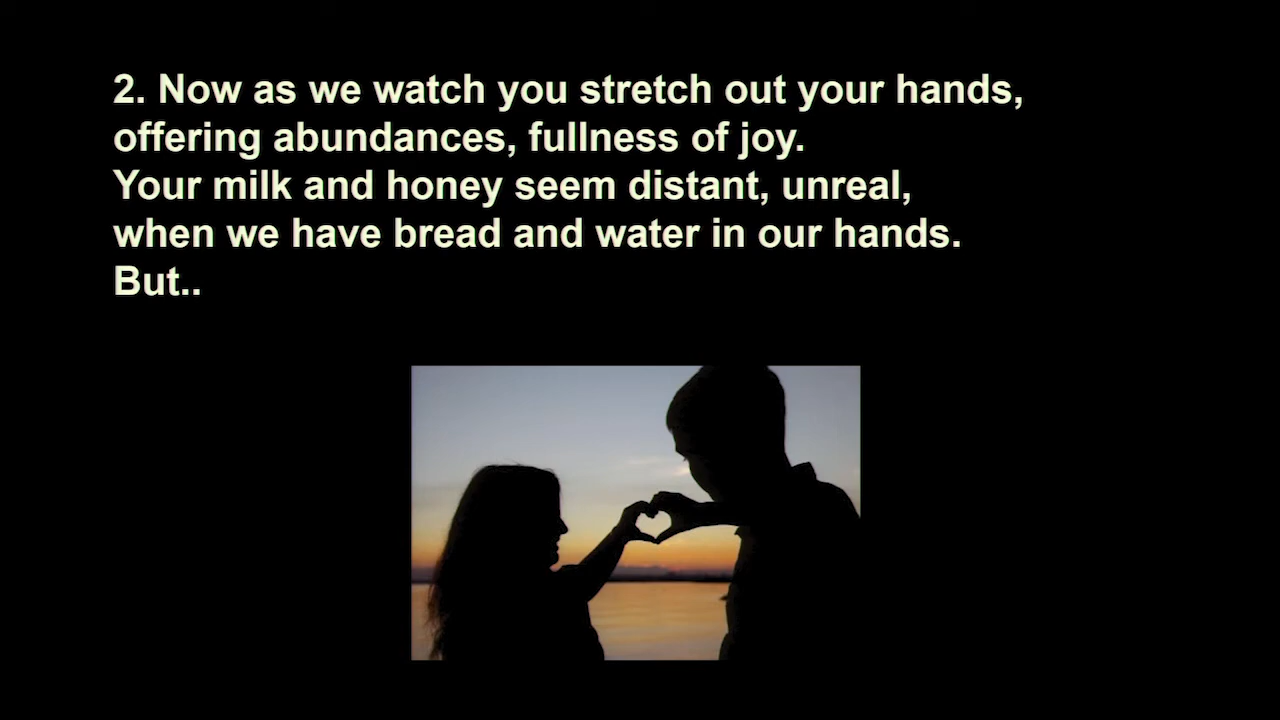 2. Now as we watch you stretch out your hands,
offering abundances, fullness of joy.
Your milk and honey seem distant, unreal,
when we have bread and water in our hands.
But..